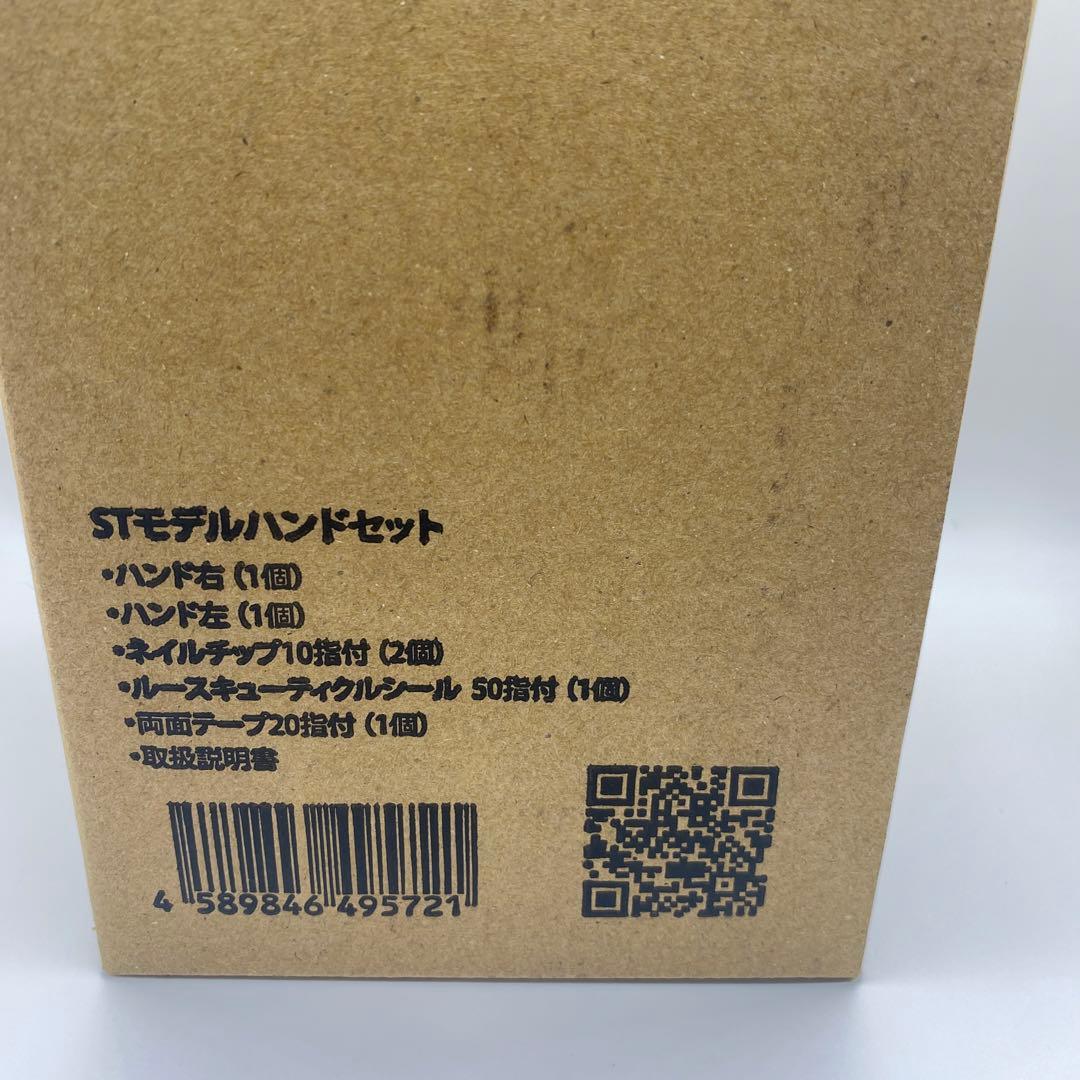 STモデルハンドセット
・ハンド右（1個）
・ハンド左（1個）
・ネイルチップ10指付（2個）
・ルースキューティクルシール 50指付（1個）
・両面テープ20指付（1個）
・取扱説明書
4 589846 495721